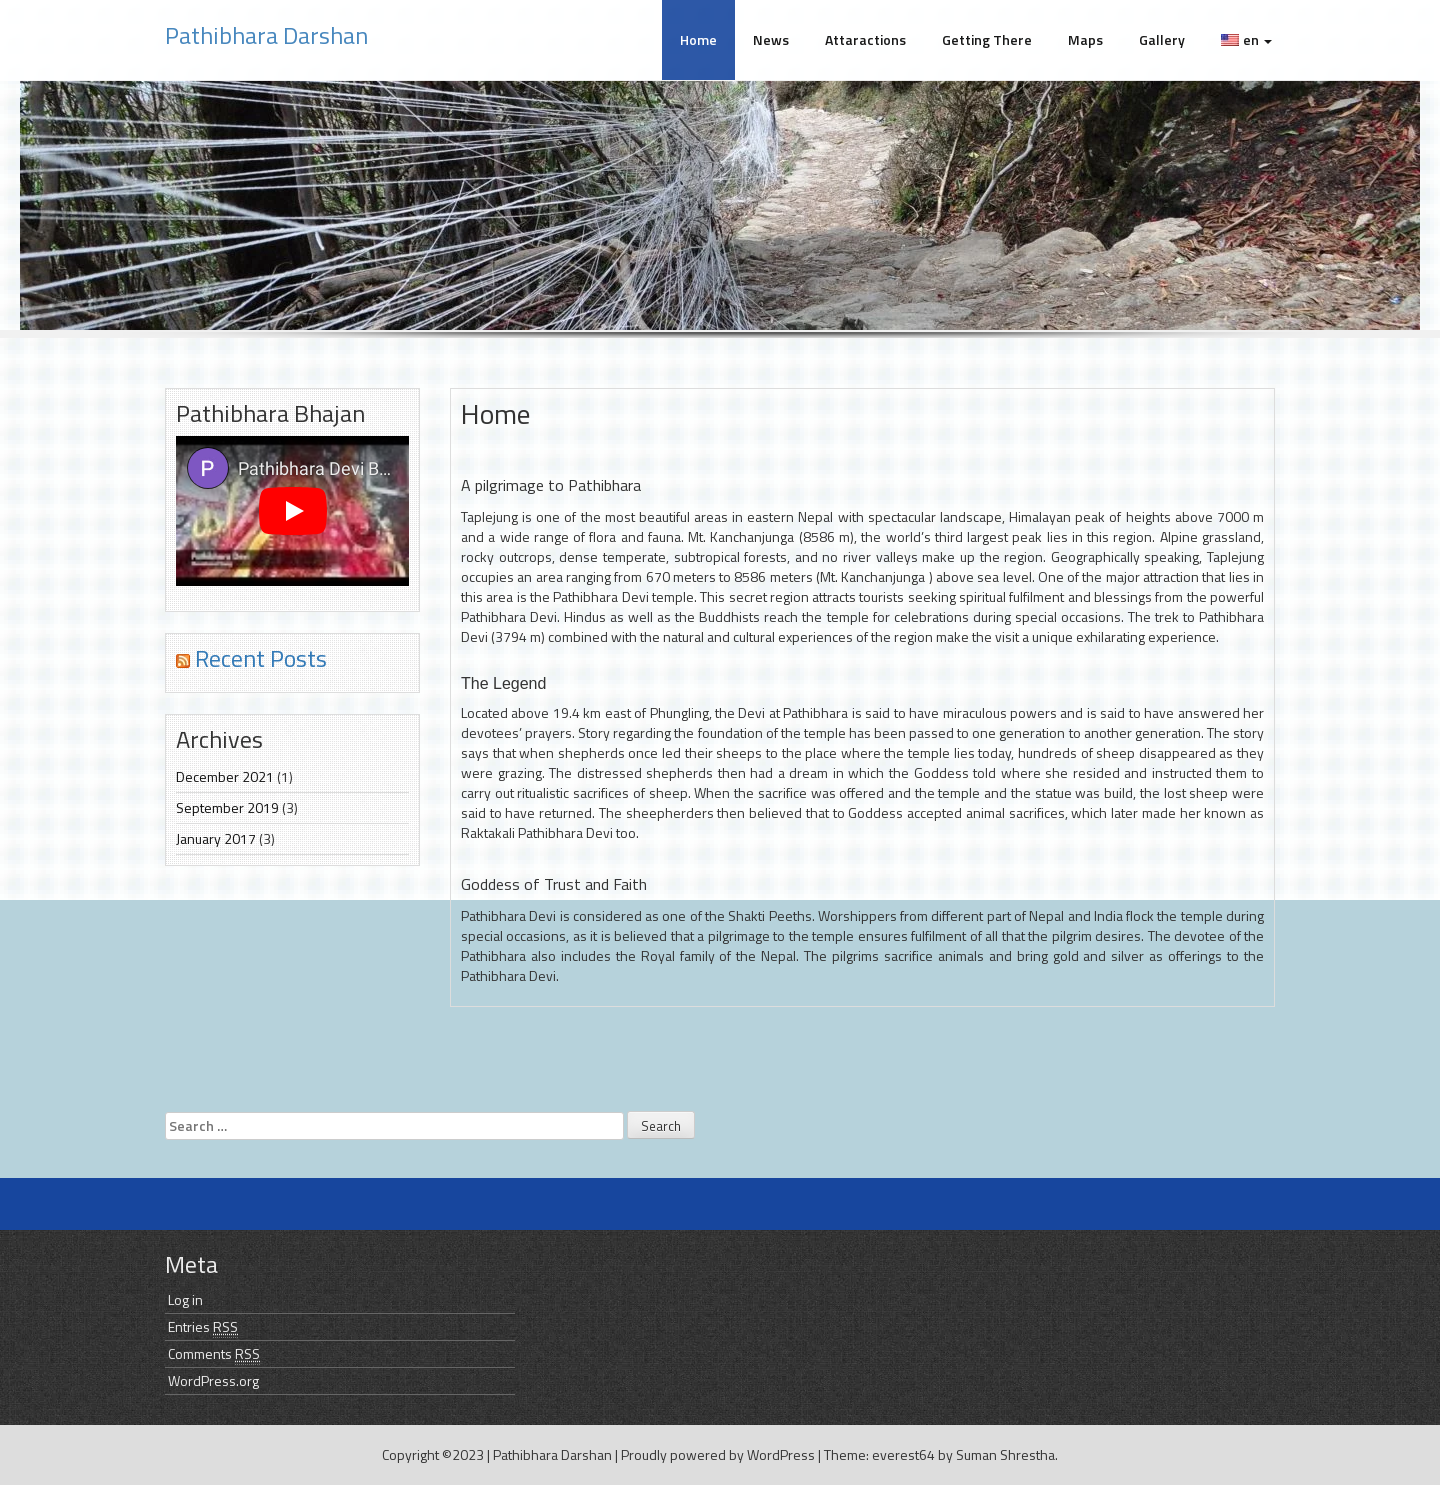 Pathibhara Darshan
Home
News
Attaractions
Getting There
Maps
Gallery
en
Pathibhara Bhajan
P
Pathibhara Devi B...
Recent Posts
Archives
December 2021 (1)
September 2019 (3)
January 2017 (3)
Home
A pilgrimage to Pathibhara
Taplejung is one of the most beautiful areas in eastern Nepal with spectacular landscape, Himalayan peak of heights above 7000 m
and a wide range of flora and fauna. Mt. Kanchanjunga (8586 m), the world’s third largest peak lies in this region. Alpine grassland,
rocky outcrops, dense temperate, subtropical forests, and no river valleys make up the region. Geographically speaking, Taplejung
occupies an area ranging from 670 meters to 8586 meters (Mt. Kanchanjunga ) above sea level. One of the major attraction that lies in
this area is the Pathibhara Devi temple. This secret region attracts tourists seeking spiritual fulfilment and blessings from the powerful
Pathibhara Devi. Hindus as well as the Buddhists reach the temple for celebrations during special occasions. The trek to Pathibhara
Devi (3794 m) combined with the natural and cultural experiences of the region make the visit a unique exhilarating experience.
The Legend
Located above 19.4 km east of Phungling, the Devi at Pathibhara is said to have miraculous powers and is said to have answered her
devotees’ prayers. Story regarding the foundation of the temple has been passed to one generation to another generation. The story
says that when shepherds once led their sheeps to the place where the temple lies today, hundreds of sheep disappeared as they
were grazing. The distressed shepherds then had a dream in which the Goddess told where she resided and instructed them to
carry out ritualistic sacrifices of sheep. When the sacrifice was offered and the temple and the statue was build, the lost sheep were
said to have returned. The sheepherders then believed that to Goddess accepted animal sacrifices, which later made her known as
Raktakali Pathibhara Devi too.
Goddess of Trust and Faith
Pathibhara Devi is considered as one of the Shakti Peeths. Worshippers from different part of Nepal and India flock the temple during
special occasions, as it is believed that a pilgrimage to the temple ensures fulfilment of all that the pilgrim desires. The devotee of the
Pathibhara also includes the Royal family of the Nepal. The pilgrims sacrifice animals and bring gold and silver as offerings to the
Pathibhara Devi.
Search ...
Search
Meta
Log in
Entries RSS
Comments RSS
WordPress.org
Copyright ©2023 | Pathibhara Darshan | Proudly powered by WordPress | Theme: everest64 by Suman Shrestha.